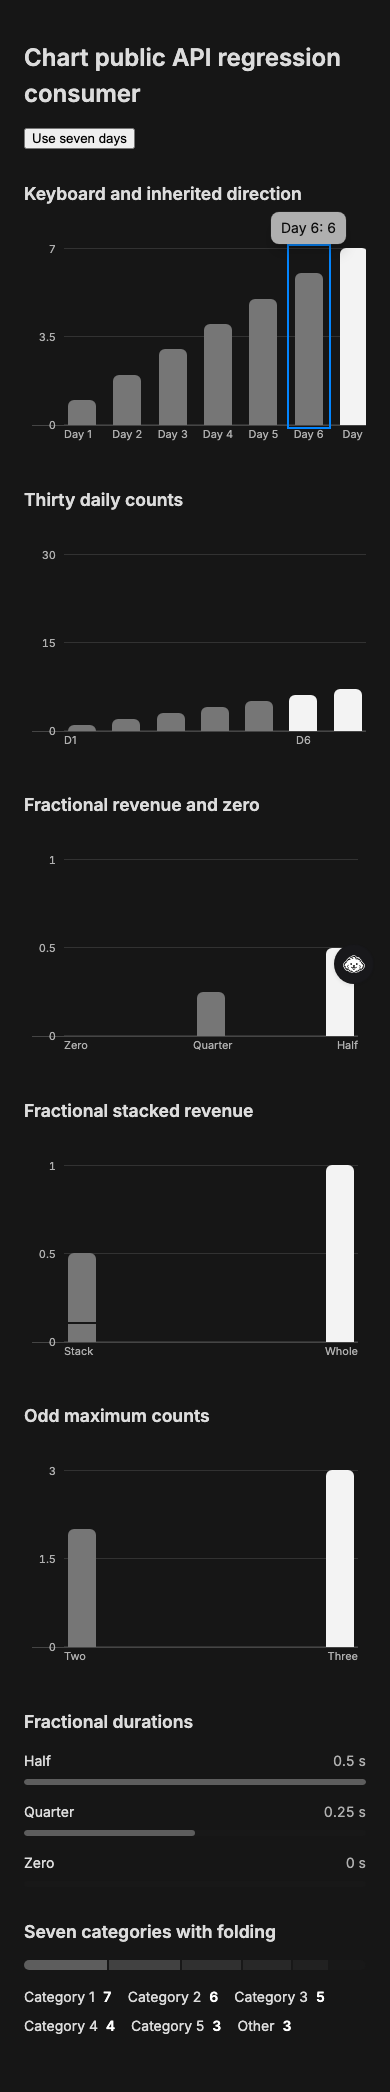 Chart public API regression
consumer
Use seven days
Keyboard and inherited direction
Day 6: 6
7
3.5
0
Day 1 Day 2 Day 3 Day 4 Day 5 Day 6 Day
Thirty daily counts
30
15
0
D1 D6
Fractional revenue and zero
1
0.5
0
Zero Quarter Half
Fractional stacked revenue
1
0.5
0
Stack Whole
Odd maximum counts
3
1.5
0
Two Three
Fractional durations
Half 0.5 s
Quarter 0.25 s
Zero 0 s
Seven categories with folding
Category 1 7 Category 2 6 Category 3 5
Category 4 4 Category 5 3 Other 3